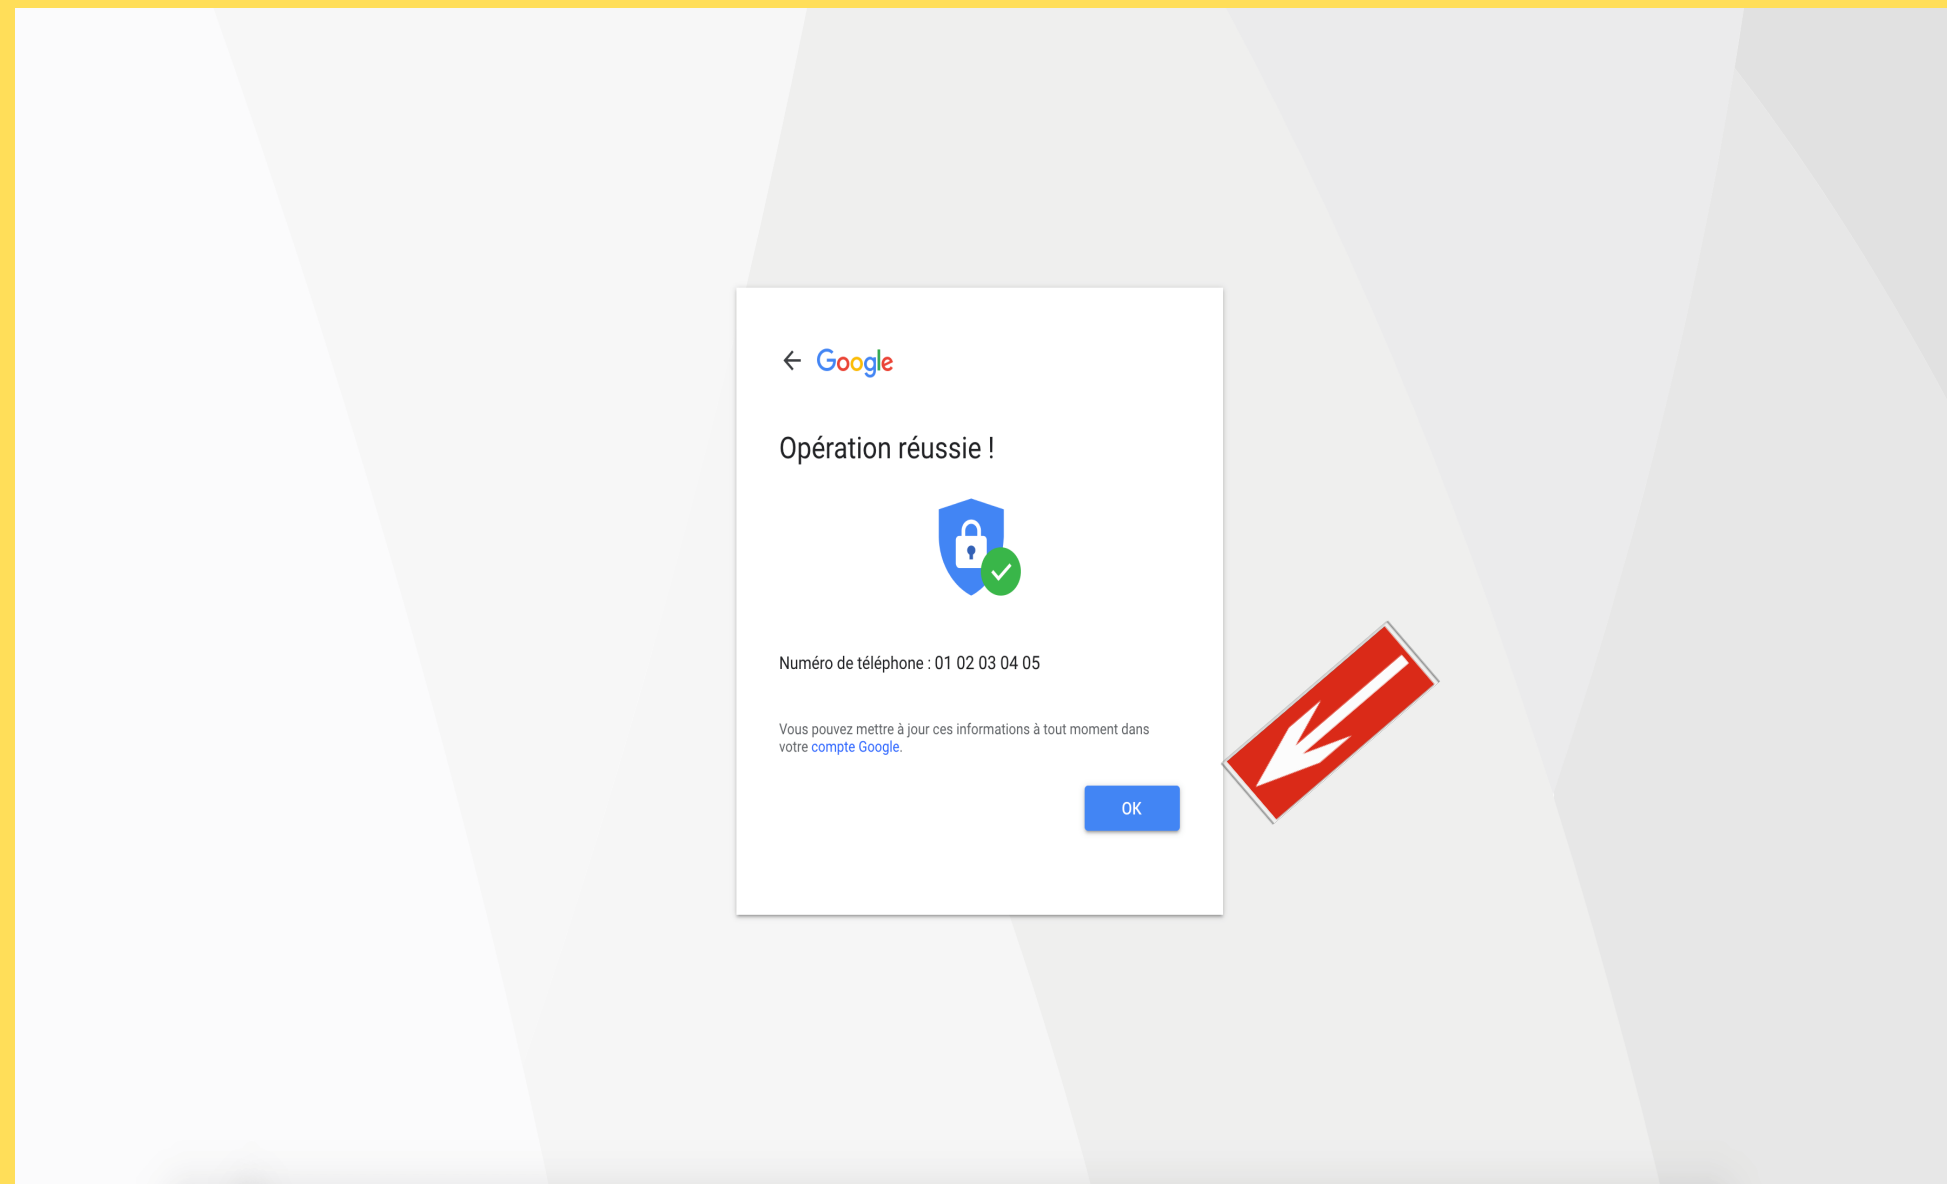 Google
Opération réussie !
Numéro de téléphone : 01 02 03 04 05
Vous pouvez mettre à jour ces informations à tout moment dans
votre compte Google.
OK